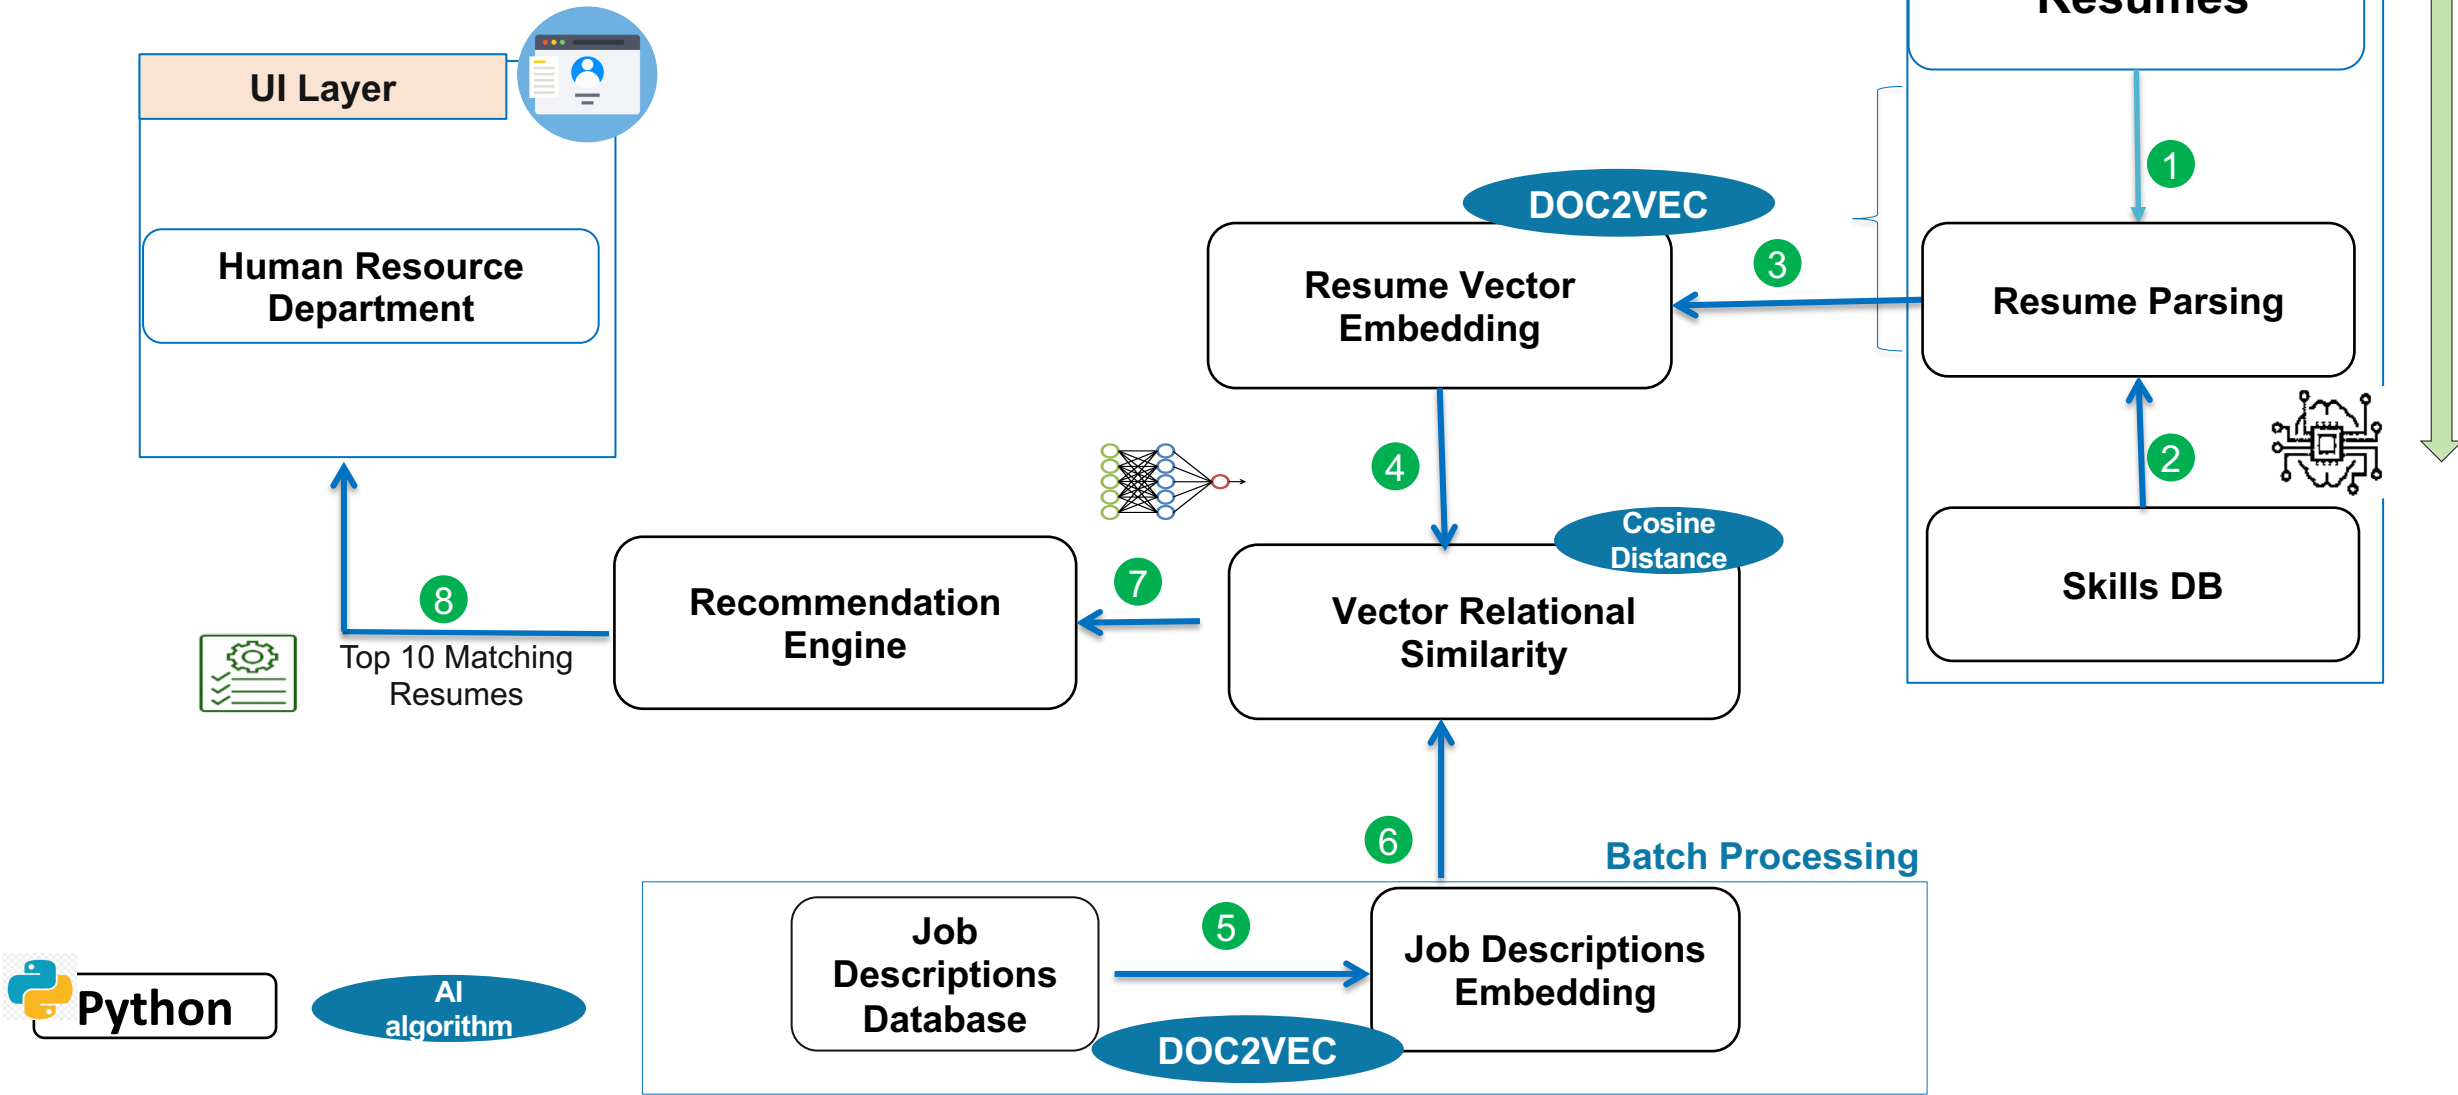 Resumes
UI Layer
1
DOC2VEC
Human Resource
Department
3
Resume Vector
Embedding
Resume Parsing
4
2
Cosine
Distance
7
8
Recommendation
Engine
Vector Relational
Similarity
Skills DB
Top 10 Matching
Resumes
6
Batch Processing
5
Job
Descriptions
Database
Job Descriptions
Embedding
DOC2VEC
Python
AI
algorithm